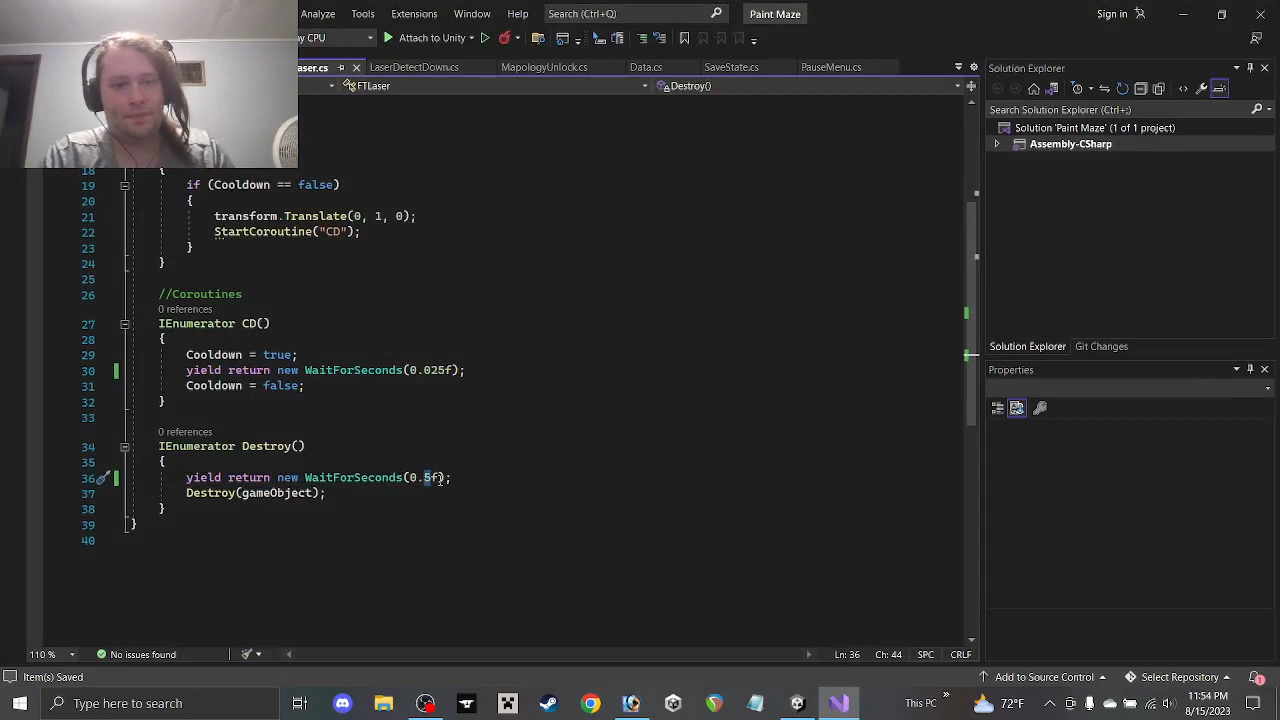 Analyze Tools Extensions Window Help Search (Ctrl+Q) Paint Maze Sign in
CPU Attach to Unity
aser.cs LaserDetectDown.cs MapologyUnlock.cs Data.cs SaveState.cs PauseMenu.cs
FTLaser Destroy()
Solution Explorer
Search Solution Explorer (Ctrl+;)
Solution 'Paint Maze' (1 of 1 project)
Assembly-CSharp
18 {
19 if (Cooldown == false)
20 {
21 transform.Translate(0, 1, 0);
22 StartCoroutine("CD");
23 }
24 }
25
26 //Coroutines
0 references
27 IEnumerator CD()
28 {
29 Cooldown = true;
30 yield return new WaitForSeconds(0.025f);
31 Cooldown = false;
32 }
33
0 references
34 IEnumerator Destroy()
35 {
36 yield return new WaitForSeconds(0.5f);
37 Destroy(gameObject);
38 }
39 }
40
Solution Explorer Git Changes
Properties
110 % No issues found Ln: 36 Ch: 44 SPC CRLF
Item(s) Saved Add to Source Control Select Repository 1
Type here to search This PC 72°F 11:54 PM
8/15/2023